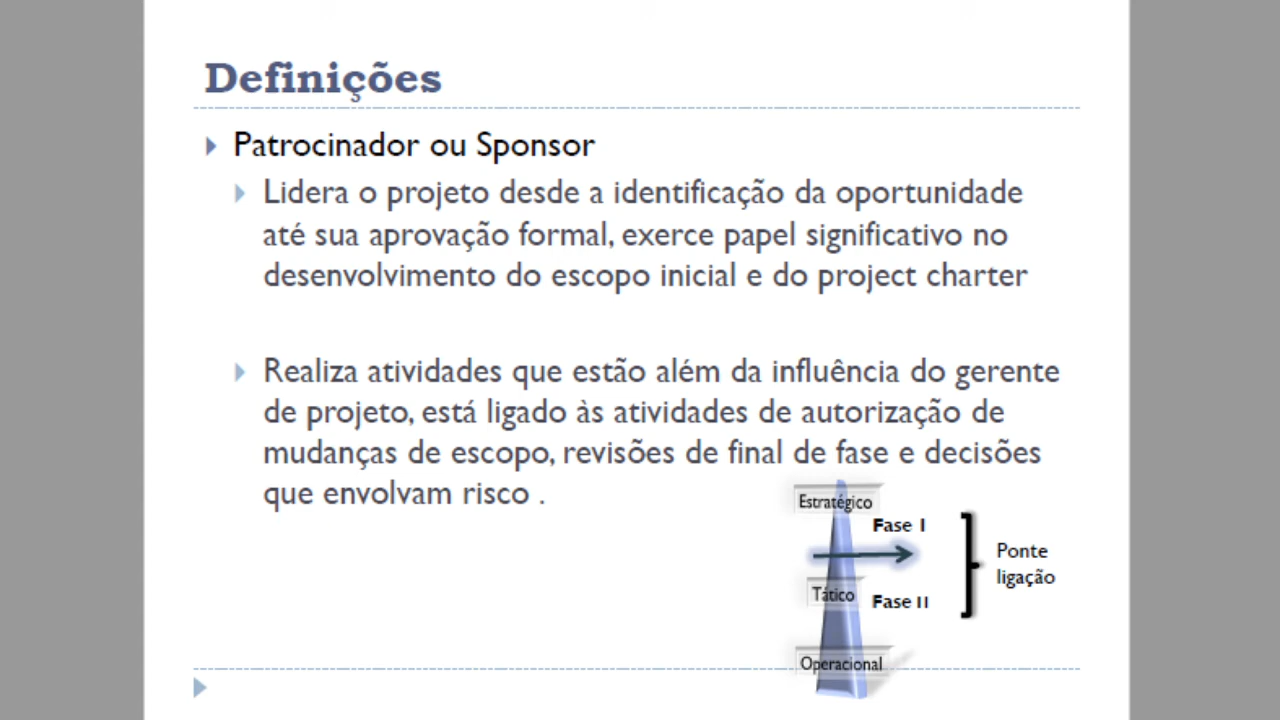 Definições
Patrocinador ou Sponsor
Lidera o projeto desde a identificação da oportunidade
até sua aprovação formal, exerce papel significativo no
desenvolvimento do escopo inicial e do project charter
Realiza atividades que estão além da influência do gerente
de projeto, está ligado às atividades de autorização de
mudanças de escopo, revisões de final de fase e decisões
que envolvam risco .
Estratégico
Fase I
Ponte
ligação
Tático
Fase II
Operacional